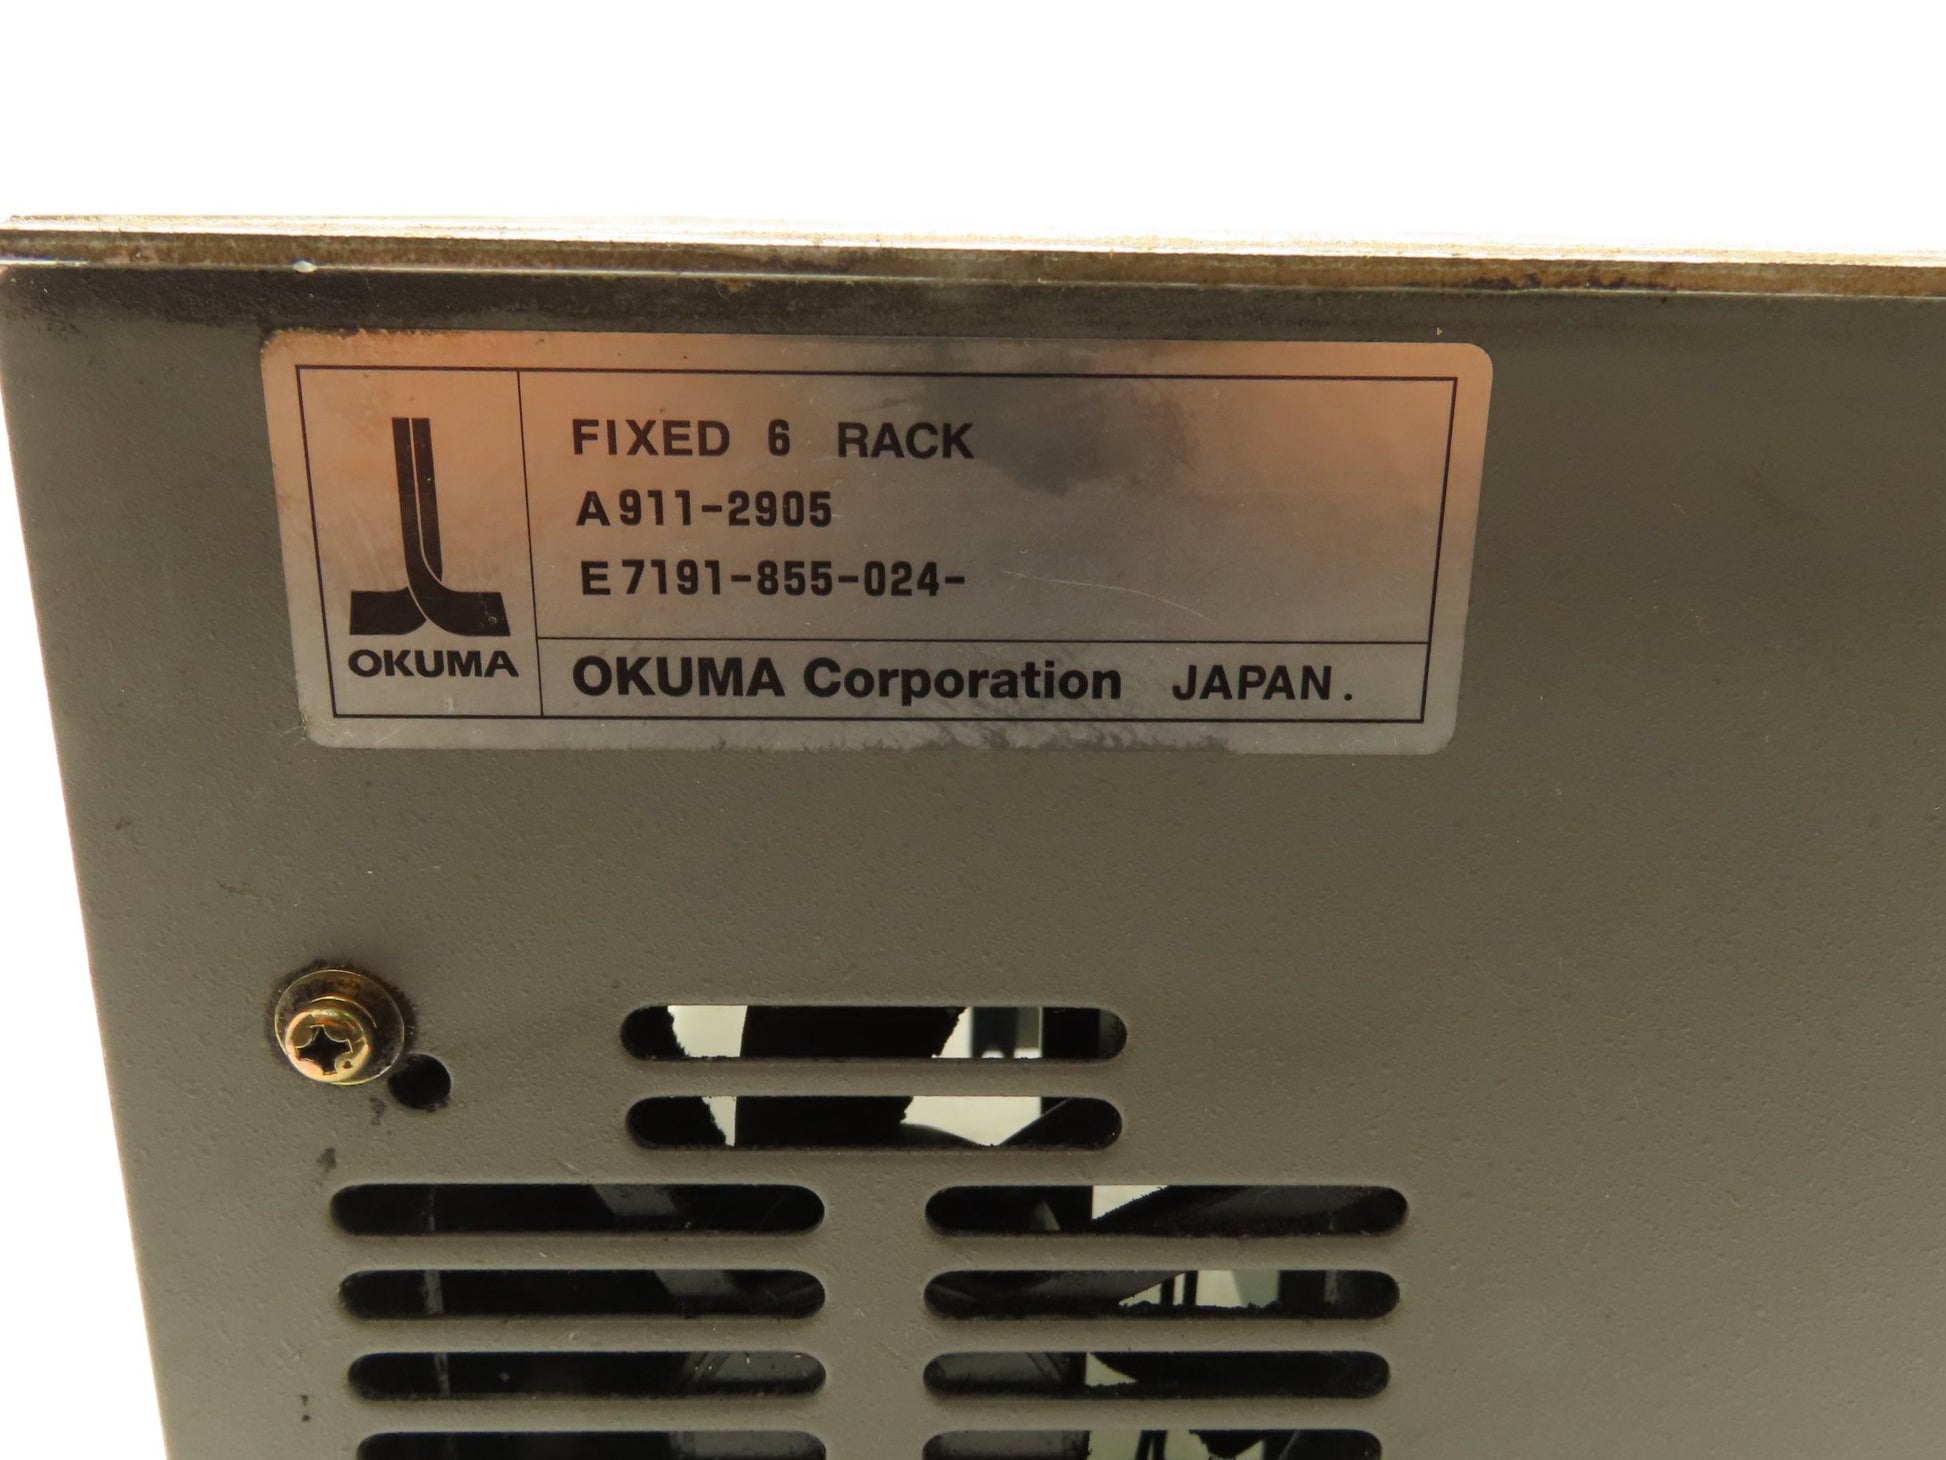 FIXED 6 RACK
A911-2905
E7191-855-024-
OKUMA
OKUMA Corporation JAPAN.